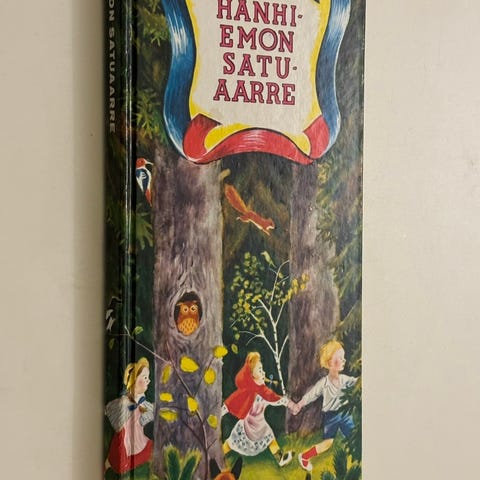 HANHI-
EMON
SATU-
AARRE
ON SATUAARRE